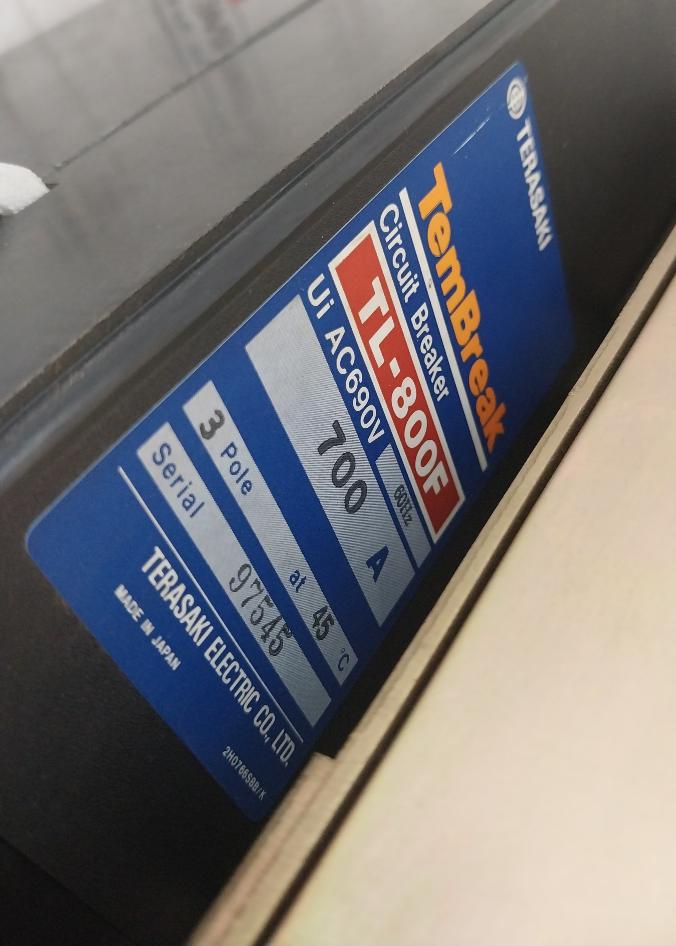 TERASAKI
TemBreak
Circuit Breaker
TL-800F
Ui AC690V 60Hz
700 A
3 Pole at 45 °C
Serial 97545
TERASAKI ELECTRIC CO., LTD.
MADE IN JAPAN
2H0766SBB/K